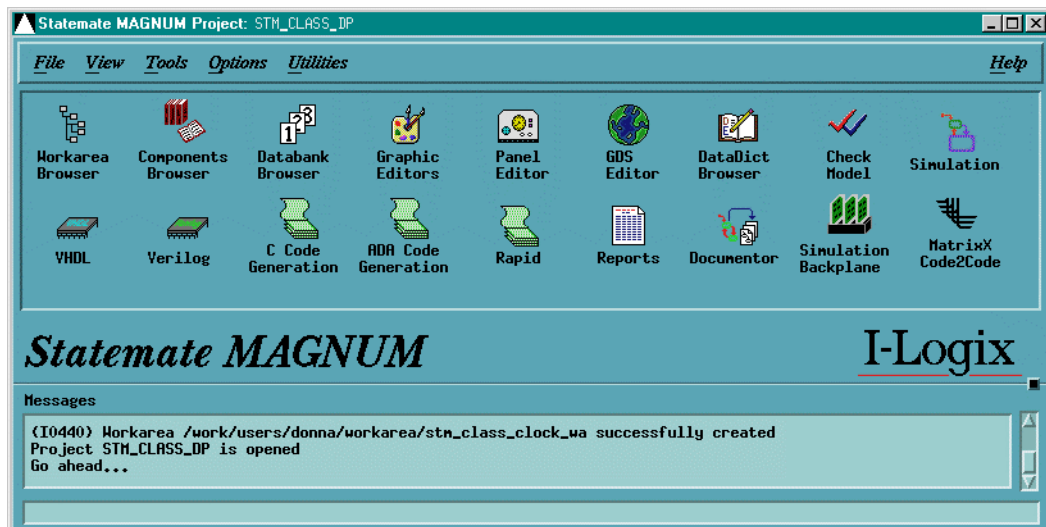 Statemate MAGNUM Project: STM_CLASS_DP
File View Tools Options Utilities Help
Workarea Browser
Components Browser
Databank Browser
Graphic Editors
Panel Editor
GDS Editor
DataDict Browser
Check Model
Simulation
VHDL
Verilog
C Code Generation
ADA Code Generation
Rapid
Reports
Documentor
Simulation Backplane
MatrixX Code2Code
Statemate MAGNUM
I-Logix
Messages
(I0440) Workarea /work/users/donna/workarea/stm_class_clock_wa successfully created
Project STM_CLASS_DP is opened
Go ahead...